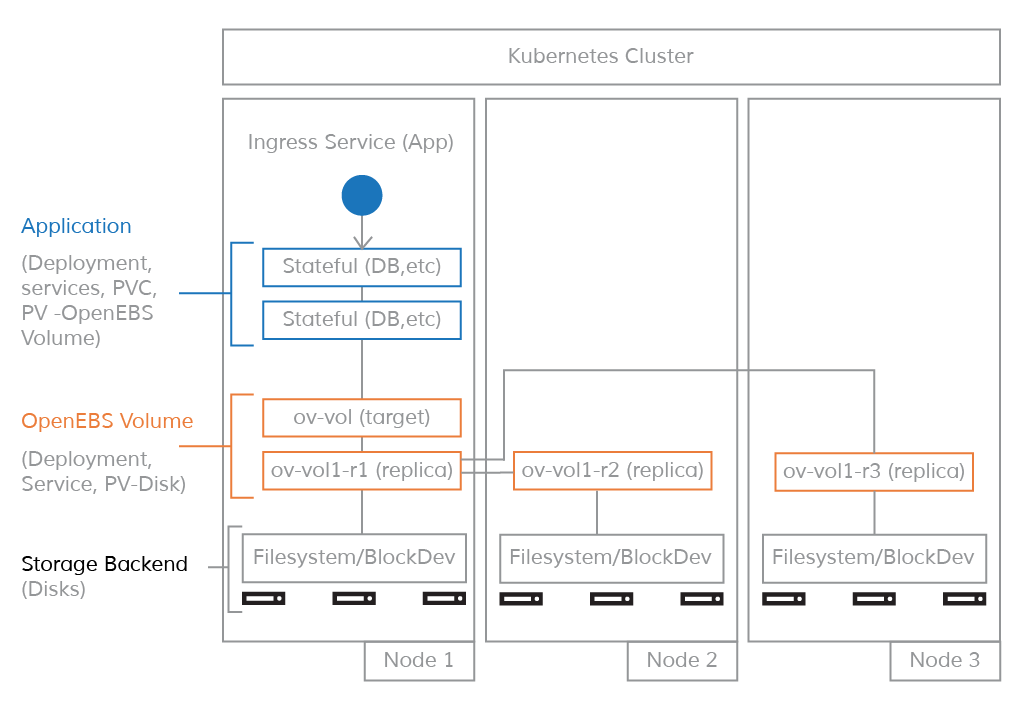 Kubernetes Cluster
Ingress Service (App)
Application
(Deployment,
services, PVC,
PV -OpenEBS
Volume)
Stateful (DB,etc)
Stateful (DB,etc)
OpenEBS Volume
(Deployment,
Service, PV-Disk)
ov-vol (target)
ov-vol1-r1 (replica)
ov-vol1-r2 (replica)
ov-vol1-r3 (replica)
Storage Backend
(Disks)
Filesystem/BlockDev
Filesystem/BlockDev
Filesystem/BlockDev
Node 1
Node 2
Node 3